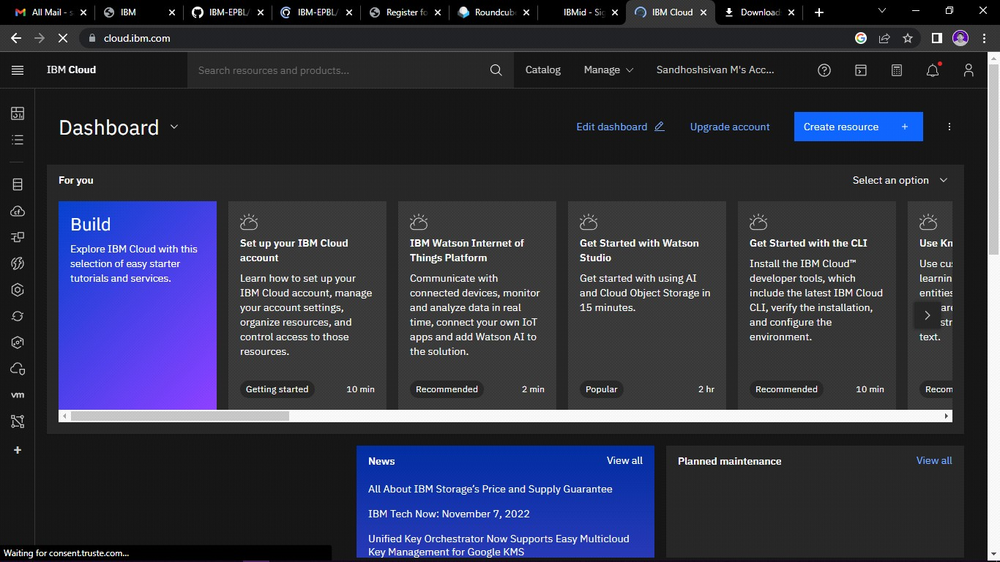 All Mail - s
IBM
IBM-EPBL/
IBM-EPBL/
Register fo
Roundcub
IBMid - Sig
IBM Cloud
Download
cloud.ibm.com
IBM Cloud
Search resources and products...
Catalog
Manage
Sandhoshsivan M's Acc...
Dashboard
Edit dashboard
Upgrade account
Create resource +
For you
Select an option
Build
Explore IBM Cloud with this
selection of easy starter
tutorials and services.
Set up your IBM Cloud
account
Learn how to set up your
IBM Cloud account, manage
your account settings,
organize resources, and
control access to those
resources.
Getting started
10 min
IBM Watson Internet of
Things Platform
Communicate with
connected devices, monitor
and analyze data in real
time, connect your own IoT
apps and add Watson AI to
the solution.
Recommended
2 min
Get Started with Watson
Studio
Get started with using AI
and Cloud Object Storage in
15 minutes.
Popular
2 hr
Get Started with the CLI
Install the IBM Cloud™
developer tools, which
include the latest IBM Cloud
CLI, verify the installation,
and configure the
environment.
Recommended
10 min
Use Kn
Use cus
learnin
entities
are
str
text.
Recom
cf
vm
News
View all
All About IBM Storage's Price and Supply Guarantee
IBM Tech Now: November 7, 2022
Unified Key Orchestrator Now Supports Easy Multicloud
Key Management for Google KMS
Planned maintenance
View all
Waiting for consent.truste.com...